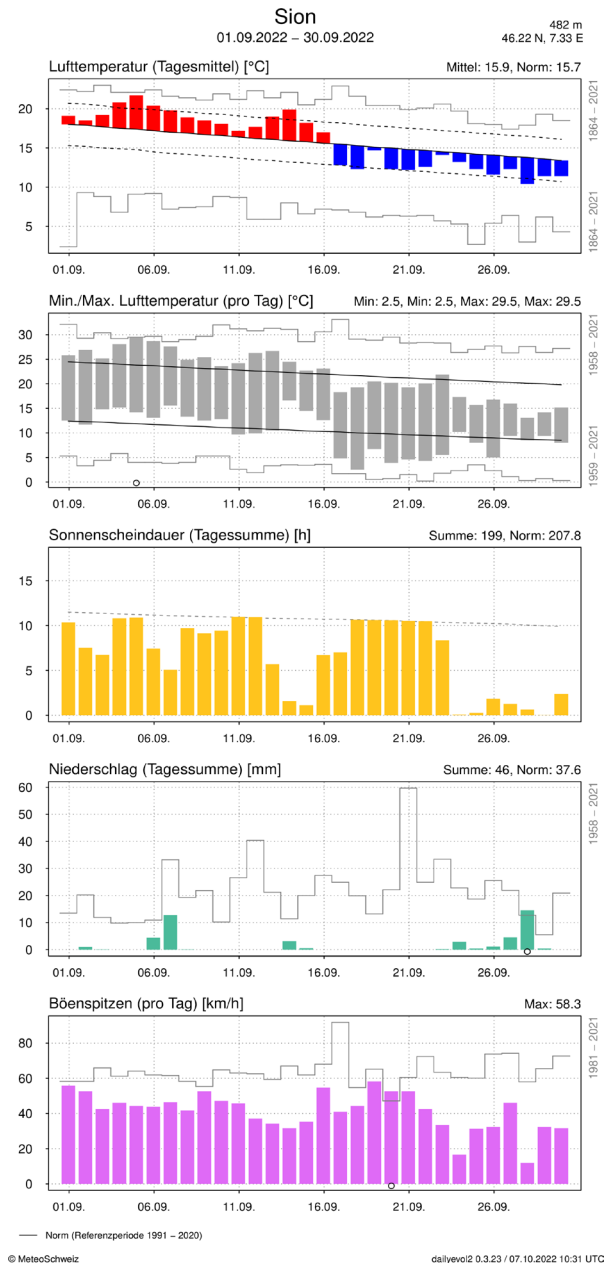 Sion
01.09.2022 – 30.09.2022
482 m
46.22 N, 7.33 E
Lufttemperatur (Tagesmittel) [°C]
Mittel: 15.9, Norm: 15.7
20
15
10
5
1864 – 2021
1864 – 2021
01.09. 06.09. 11.09. 16.09. 21.09. 26.09.
Min./Max. Lufttemperatur (pro Tag) [°C]
Min: 2.5, Min: 2.5, Max: 29.5, Max: 29.5
30
25
20
15
10
5
0
1958 – 2021
1959 – 2021
01.09. 06.09. 11.09. 16.09. 21.09. 26.09.
Sonnenscheindauer (Tagessumme) [h]
Summe: 199, Norm: 207.8
15
10
5
0
01.09. 06.09. 11.09. 16.09. 21.09. 26.09.
Niederschlag (Tagessumme) [mm]
Summe: 46, Norm: 37.6
60
50
40
30
20
10
0
1958 – 2021
01.09. 06.09. 11.09. 16.09. 21.09. 26.09.
Böenspitzen (pro Tag) [km/h]
Max: 58.3
80
60
40
20
0
1981 – 2021
01.09. 06.09. 11.09. 16.09. 21.09. 26.09.
Norm (Referenzperiode 1991 – 2020)
© MeteoSchweiz
dailyevol2 0.3.23 / 07.10.2022 10:31 UTC